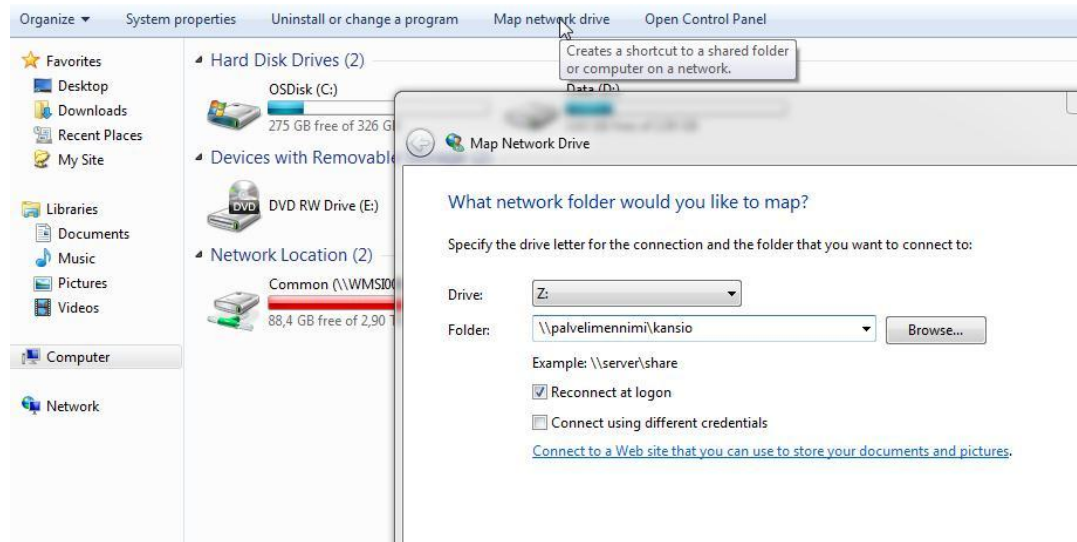 Organize System properties Uninstall or change a program Map network drive Open Control Panel
Creates a shortcut to a shared folder
or computer on a network.
Favorites
Desktop
Downloads
Recent Places
My Site
Libraries
Documents
Music
Pictures
Videos
Computer
Network
Hard Disk Drives (2)
OSDisk (C:)
275 GB free of 326 G
Data (D:)
Devices with Removable
DVD
DVD RW Drive (E:)
Network Location (2)
Common (\\WMSI00
88,4 GB free of 2,90 T
Map Network Drive
What network folder would you like to map?
Specify the drive letter for the connection and the folder that you want to connect to:
Drive: Z:
Folder: \\palvelimennimi\kansio Browse...
Example: \\server\share
Reconnect at logon
Connect using different credentials
Connect to a Web site that you can use to store your documents and pictures.